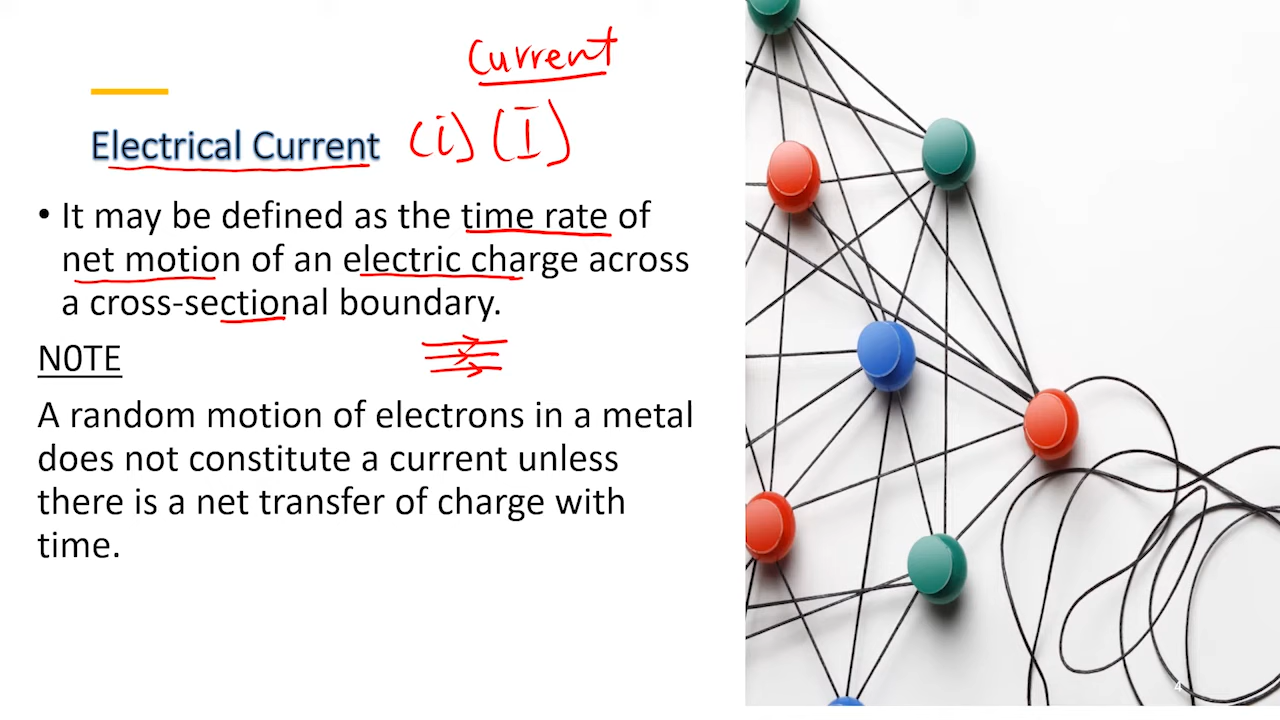 Current
Electrical Current (i) (I)
• It may be defined as the time rate of
net motion of an electric charge across
a cross-sectional boundary.
N0TE
A random motion of electrons in a metal
does not constitute a current unless
there is a net transfer of charge with
time.
4